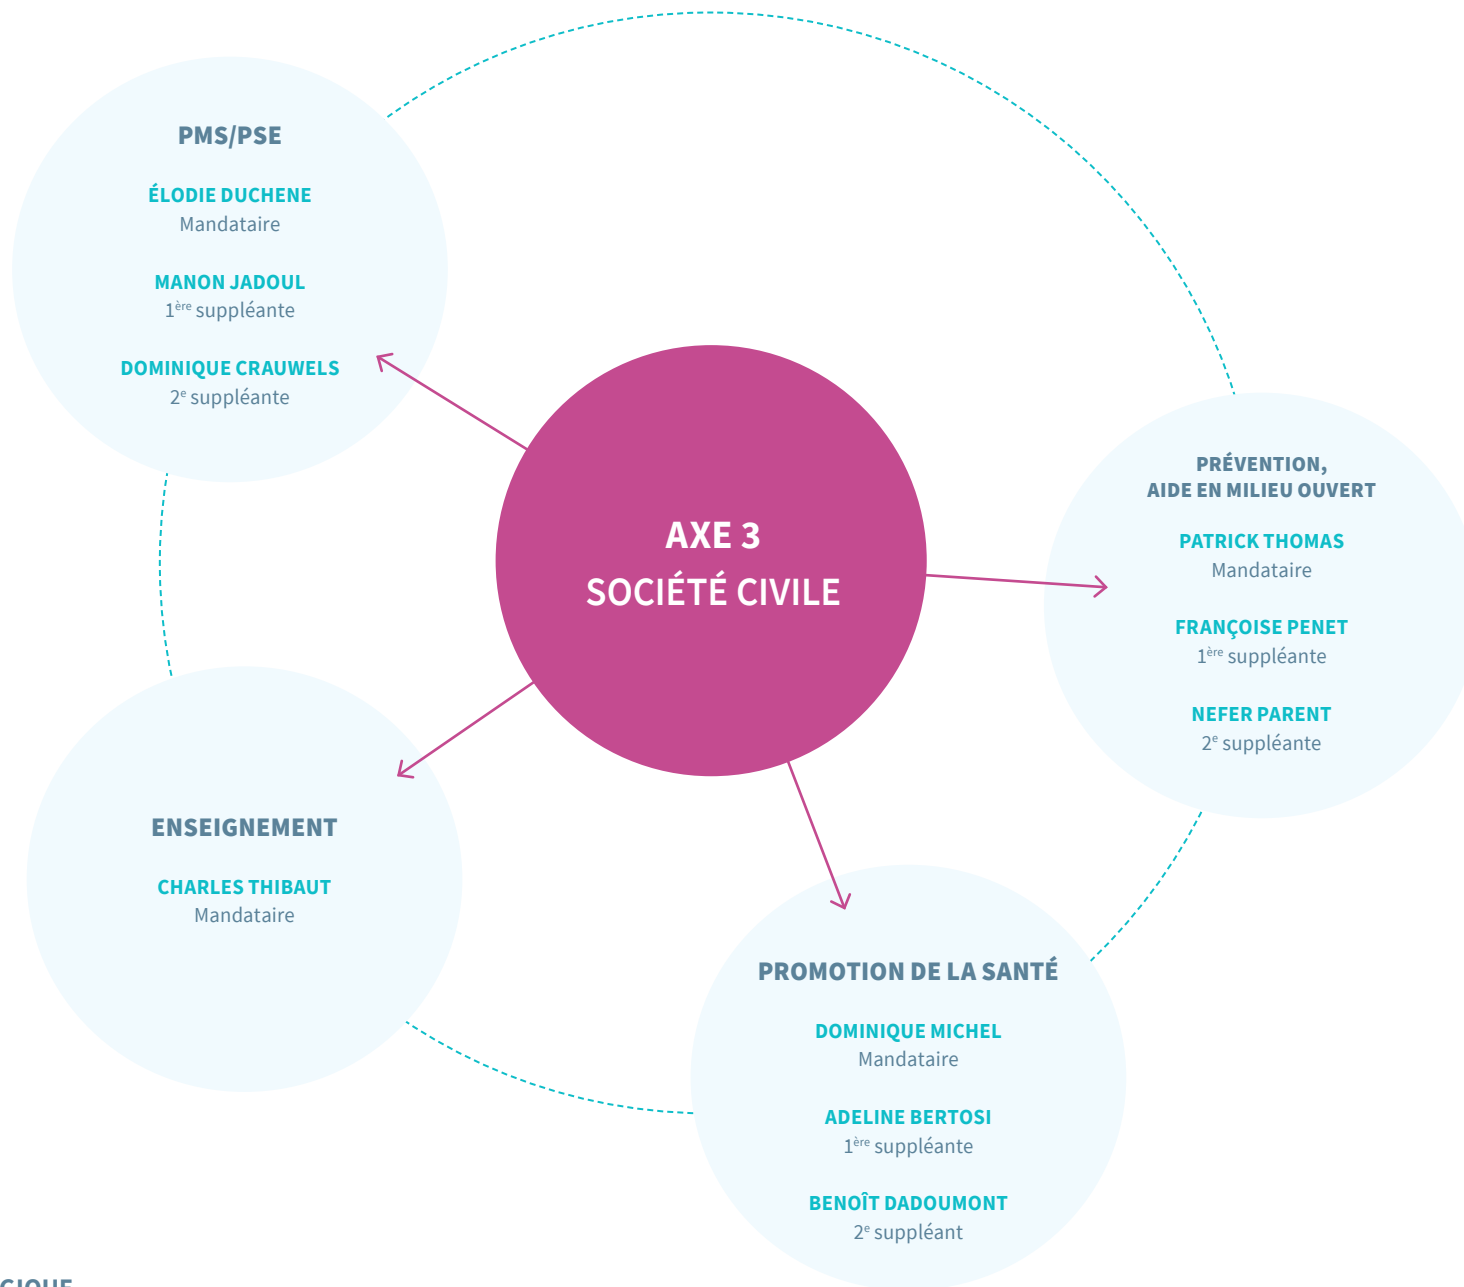 PMS/PSE
ÉLODIE DUCHENE
Mandataire
MANON JADOUL
1ère suppléante
DOMINIQUE CRAUWELS
2e suppléante
AXE 3
SOCIÉTÉ CIVILE
PRÉVENTION,
AIDE EN MILIEU OUVERT
PATRICK THOMAS
Mandataire
FRANÇOISE PENET
1ère suppléante
NEFER PARENT
2e suppléante
ENSEIGNEMENT
CHARLES THIBAUT
Mandataire
PROMOTION DE LA SANTÉ
DOMINIQUE MICHEL
Mandataire
ADELINE BERTOSI
1ère suppléante
BENOÎT DADOUMONT
2e suppléant